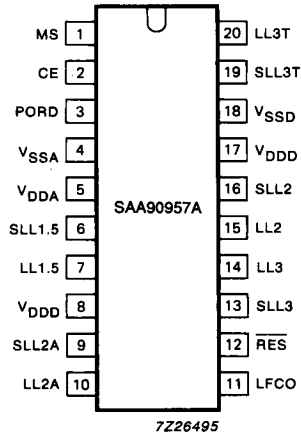 MS 1
CE 2
PORD 3
VSSA 4
VDDA 5
SLL1.5 6
LL1.5 7
VDDD 8
SLL2A 9
LL2A 10
SAA90957A
20 LL3T
19 SLL3T
18 VSSD
17 VDDD
16 SLL2
15 LL2
14 LL3
13 SLL3
12 RES
11 LFCO
7Z26495